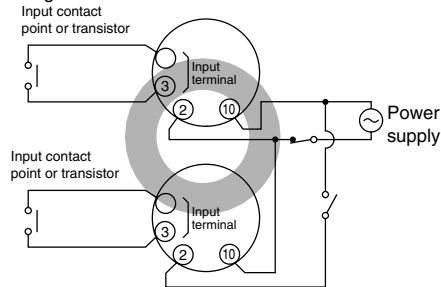 Input contact
point or transistor
Input
terminal
3
2
10
Power
supply
Input contact
point or transistor
Input
terminal
3
2
10